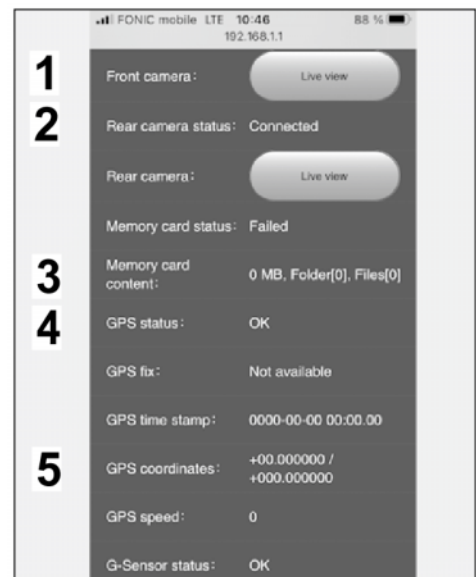 FONIC mobile LTE 10:46 88 %
192.168.1.1
1 Front camera: Live view
2 Rear camera status: Connected
Rear camera: Live view
Memory card status: Failed
3 Memory card
content: 0 MB, Folder[0], Files[0]
4 GPS status: OK
GPS fix: Not available
GPS time stamp: 0000-00-00 00:00.00
5 GPS coordinates: +00.000000 /
+000.000000
GPS speed: 0
G-Sensor status: OK